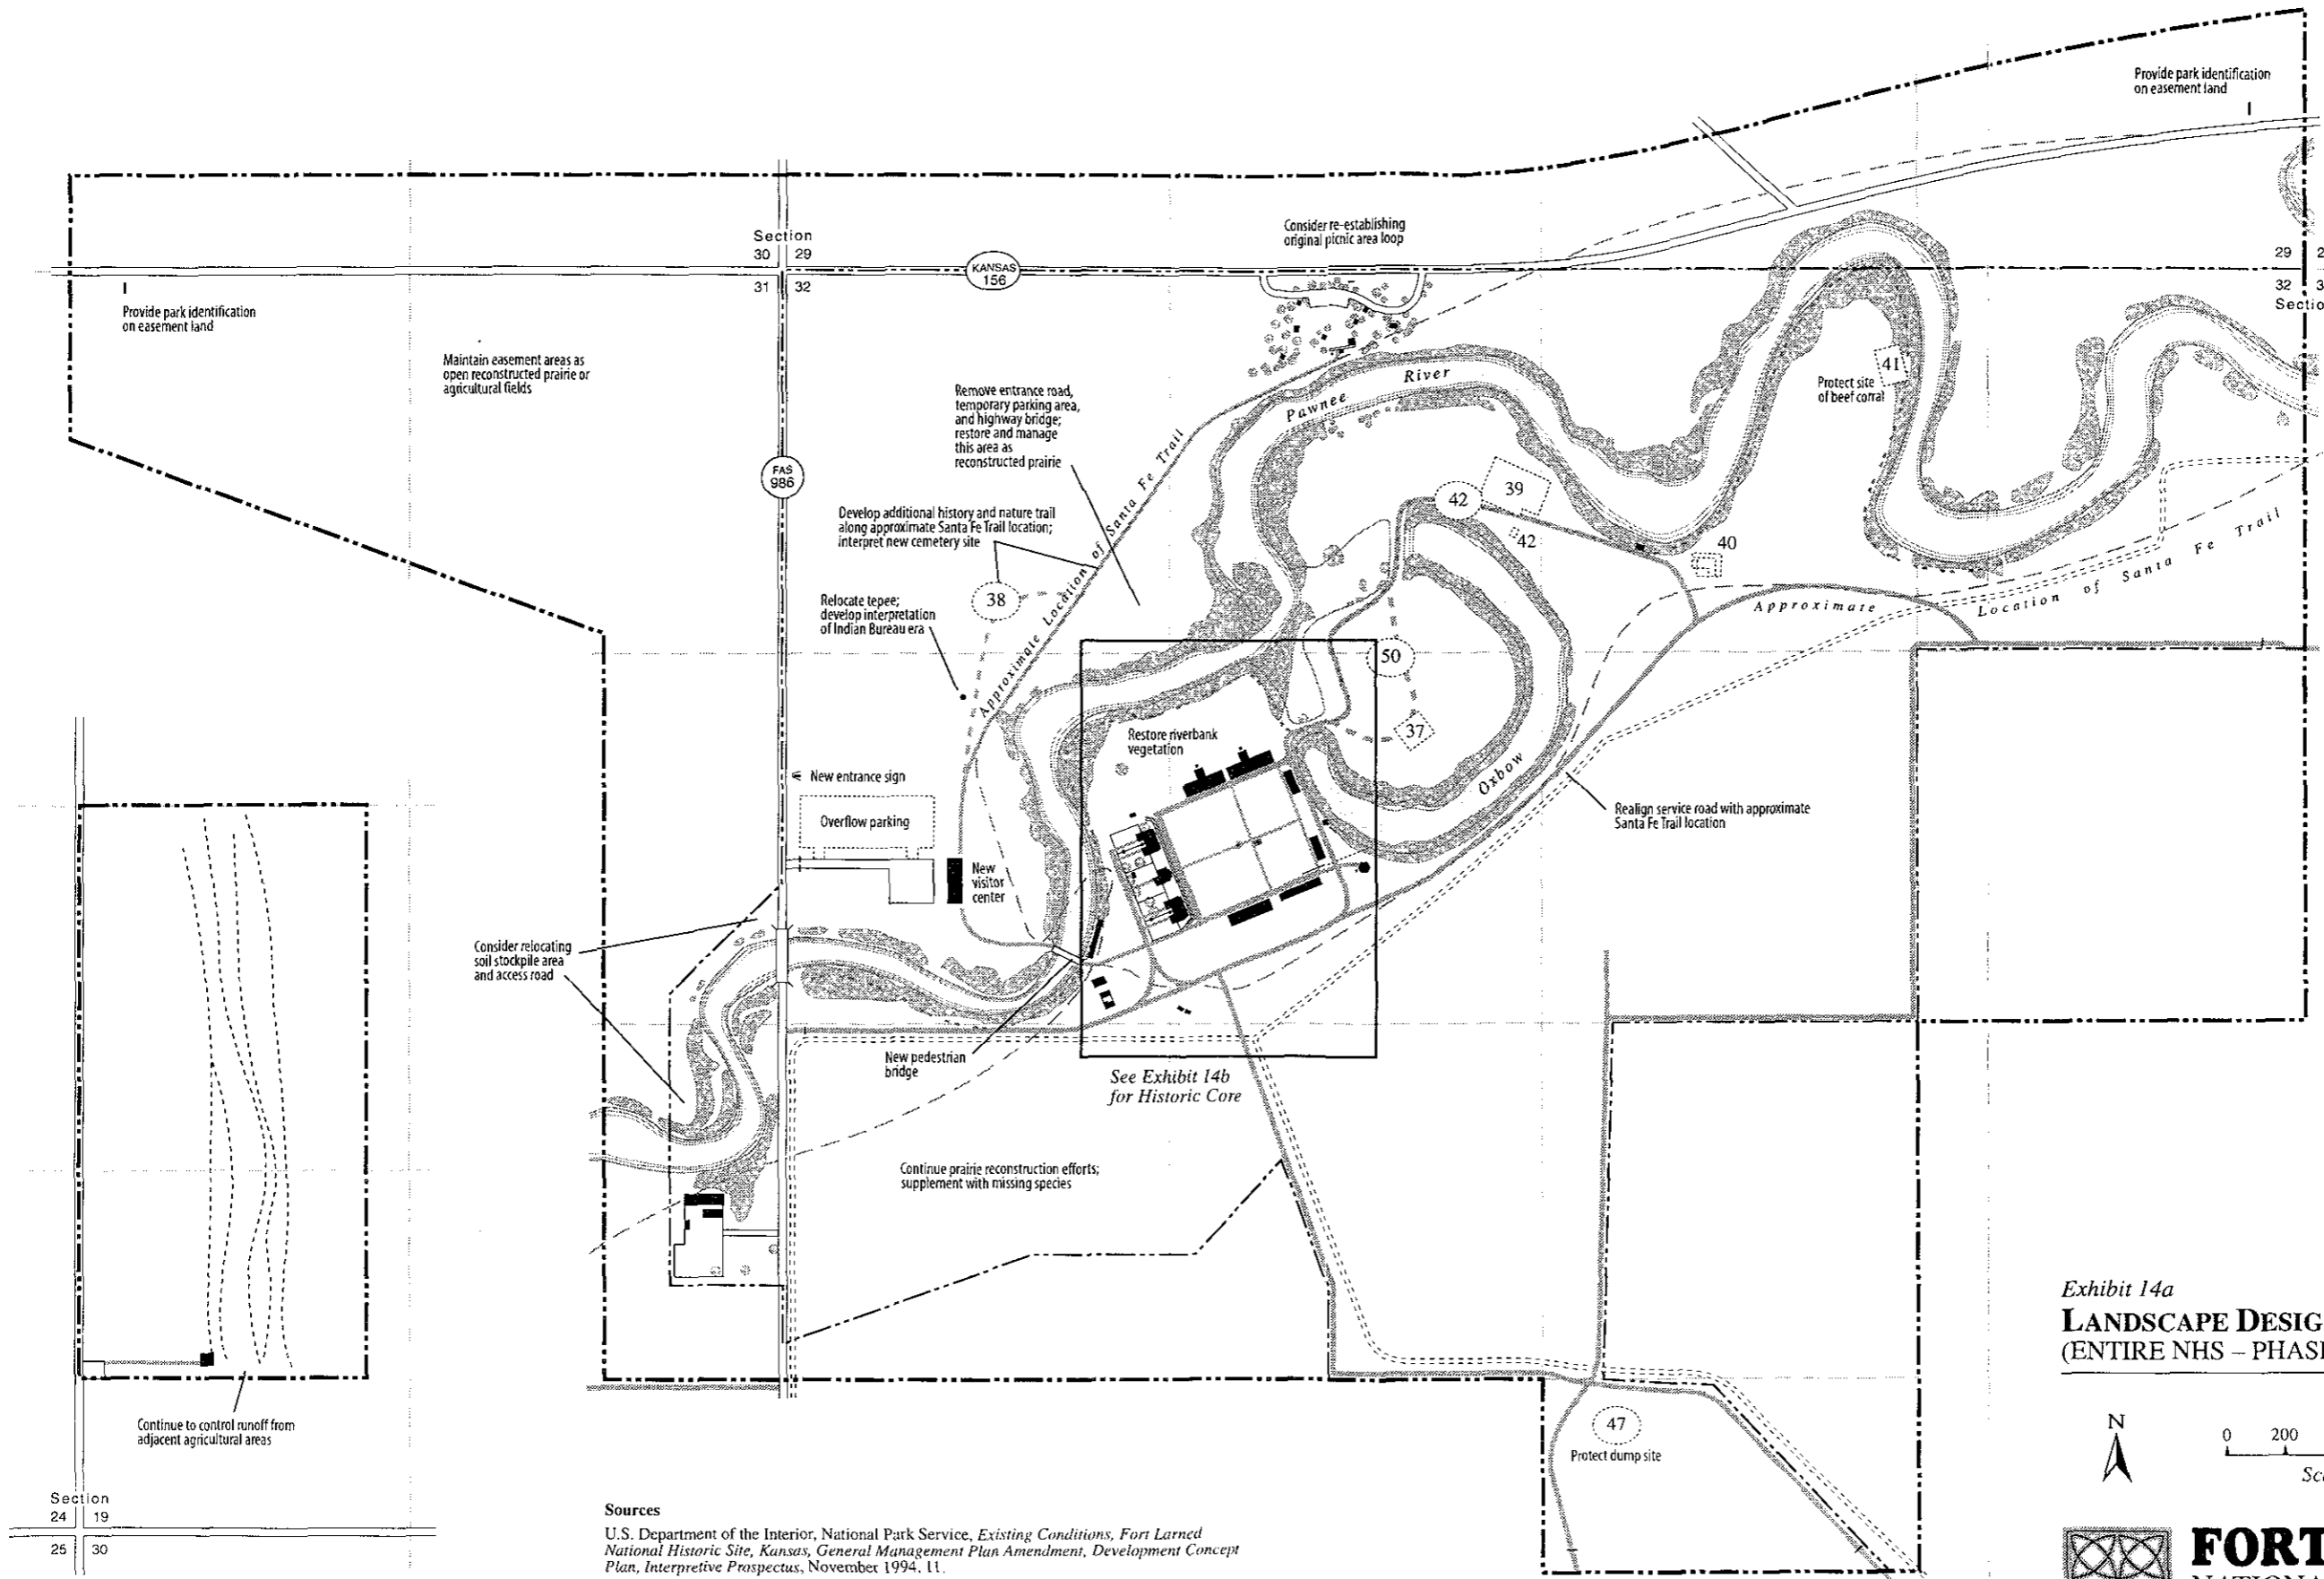 Provide park identification
on easement land
Section
30 29
31 32
KANSAS
156
Consider re-establishing
original picnic area loop
29 2
32 3
Sectio
Provide park identification
on easement land
Maintain easement areas as
open reconstructed prairie or
agricultural fields
FAS
986
Remove entrance road,
temporary parking area,
and highway bridge;
restore and manage
this area as
reconstructed prairie
Pawnee River
41
Protect site
of beef corral
Develop additional history and nature trail
along approximate Santa Fe Trail location;
interpret new cemetery site
Approximate Location of Santa Fe Trail
42
39
42
40
38
Relocate tepee;
develop interpretation
of Indian Bureau era
Approximate Location of Santa Fe Trail
50
37
Restore riverbank
vegetation
Oxbow
New entrance sign
Overflow parking
New
visitor
center
Realign service road with approximate
Santa Fe Trail location
Consider relocating
soil stockpile area
and access road
New pedestrian
bridge
See Exhibit 14b
for Historic Core
Continue prairie reconstruction efforts;
supplement with missing species
Continue to control runoff from
adjacent agricultural areas
Section
24 19
25 30
47
Protect dump site
Sources
U.S. Department of the Interior, National Park Service, Existing Conditions, Fort Larned
National Historic Site, Kansas, General Management Plan Amendment, Development Concept
Plan, Interpretive Prospectus, November 1994, 11.
Exhibit 14a
LANDSCAPE DESIG
(ENTIRE NHS – PHASI
N
0 200
Sc
FORT